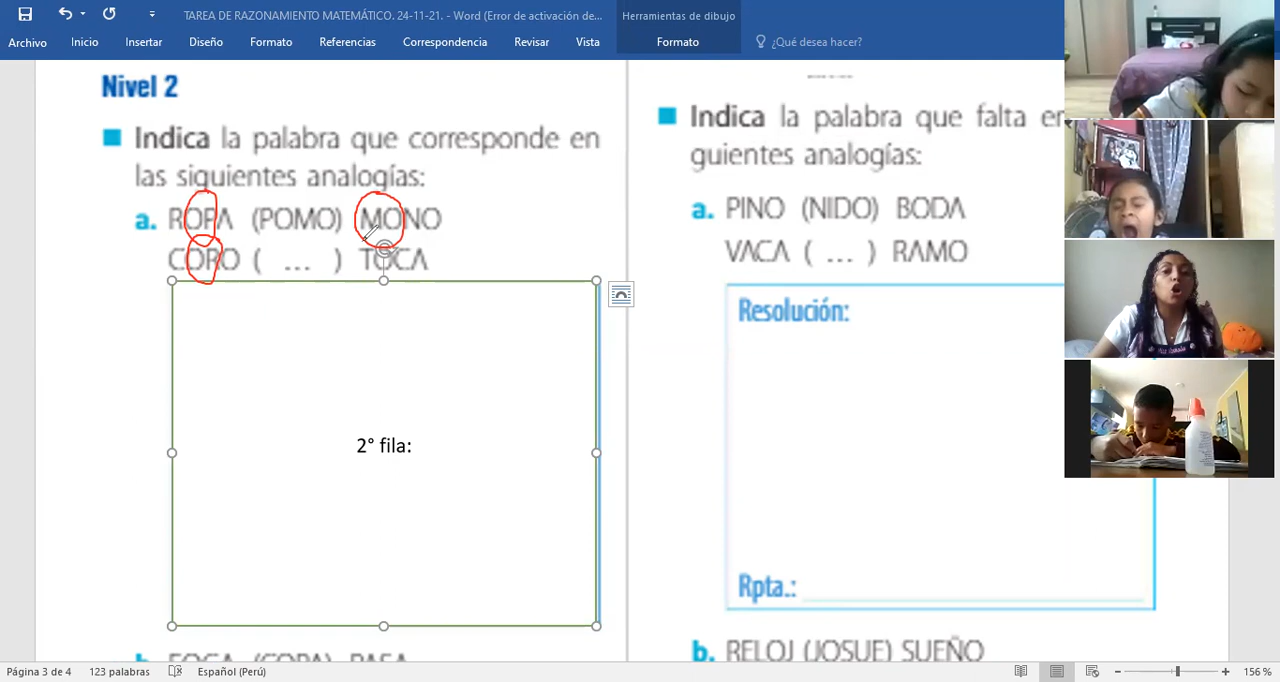 TAREA DE RAZONAMIENTO MATEMÁTICO. 24-11-21. - Word (Error de activación de...
Herramientas de dibujo
Archivo Inicio Insertar Diseño Formato Referencias Correspondencia Revisar Vista Formato ¿Qué desea hacer?
Nivel 2
Indica la palabra que corresponde en
las siguientes analogías:
a. ROPA (POMO) MONO
CORO ( ... ) TOCA
2° fila:
Indica la palabra que falta en
guientes analogías:
a. PINO (NIDO) BODA
VACA ( ... ) RAMO
Resolución:
Rpta.:
b. RELOJ (JOSUE) SUEÑO
Página 3 de 4 123 palabras Español (Perú) 156 %